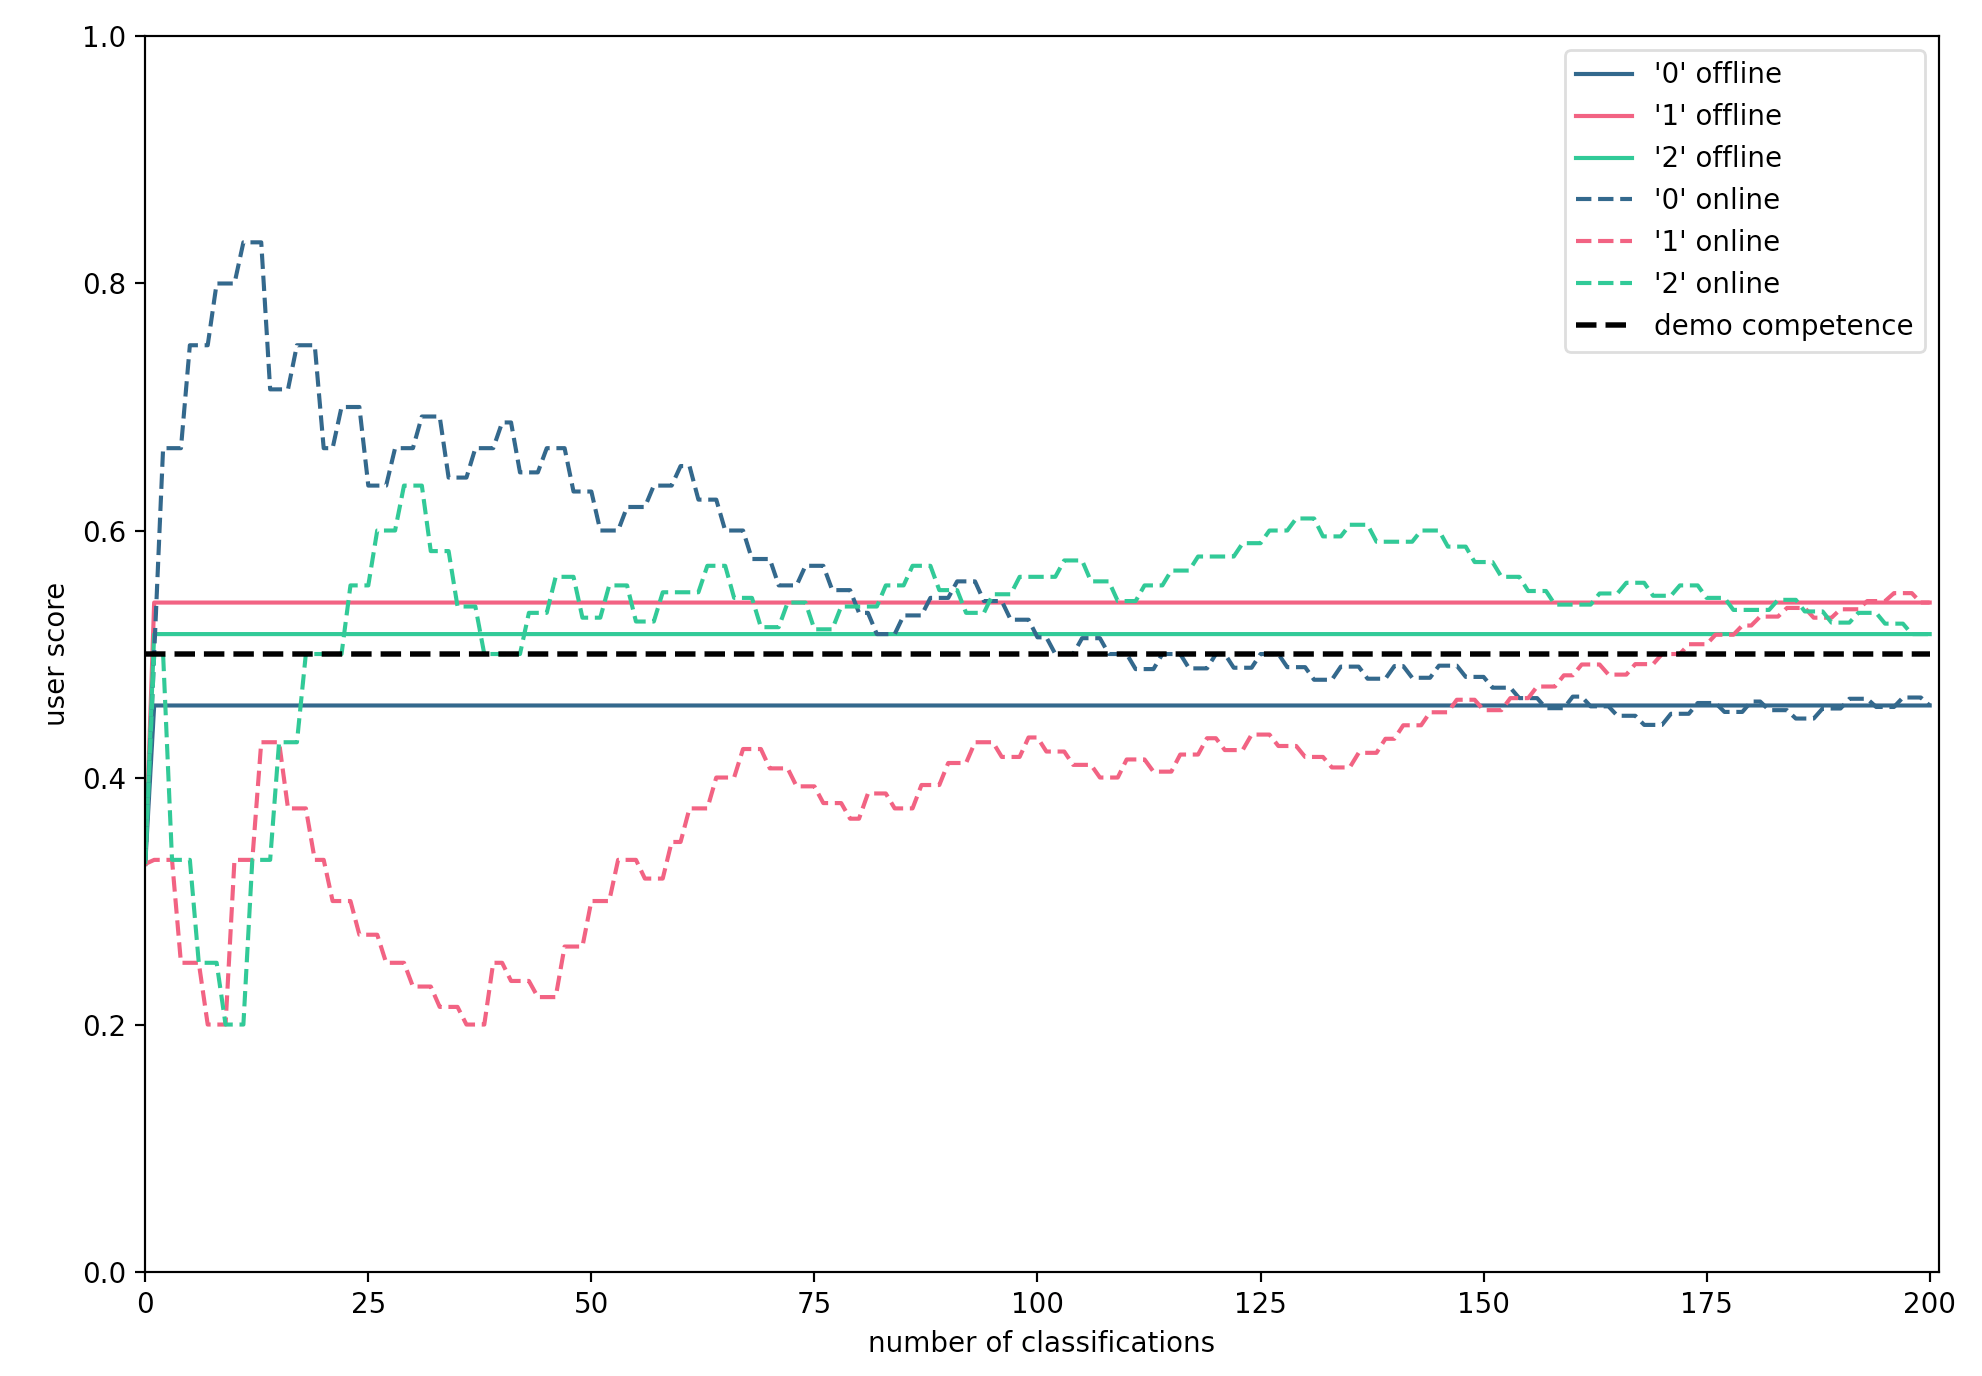 1.0
0.8
0.6
0.4
0.2
0.0
user score
'0' offline
'1' offline
'2' offline
'0' online
'1' online
'2' online
demo competence
0 25 50 75 100 125 150 175 200
number of classifications